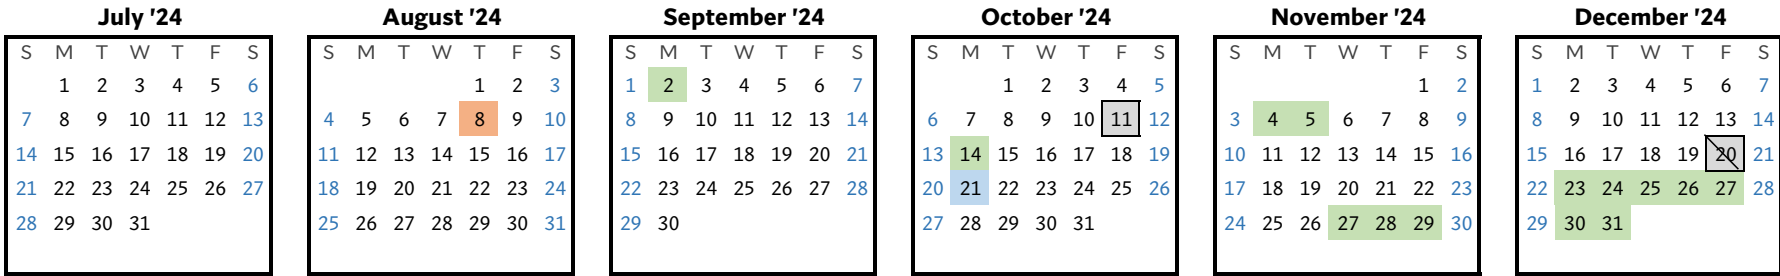 July '24
S M T W T F S
1 2 3 4 5 6
7 8 9 10 11 12 13
14 15 16 17 18 19 20
21 22 23 24 25 26 27
28 29 30 31
August '24
S M T W T F S
1 2 3
4 5 6 7 8 9 10
11 12 13 14 15 16 17
18 19 20 21 22 23 24
25 26 27 28 29 30 31
September '24
S M T W T F S
1 2 3 4 5 6 7
8 9 10 11 12 13 14
15 16 17 18 19 20 21
22 23 24 25 26 27 28
29 30
October '24
S M T W T F S
1 2 3 4 5
6 7 8 9 10 11 12
13 14 15 16 17 18 19
20 21 22 23 24 25 26
27 28 29 30 31
November '24
S M T W T F S
1 2
3 4 5 6 7 8 9
10 11 12 13 14 15 16
17 18 19 20 21 22 23
24 25 26 27 28 29 30
December '24
S M T W T F S
1 2 3 4 5 6 7
8 9 10 11 12 13 14
15 16 17 18 19 20 21
22 23 24 25 26 27 28
29 30 31